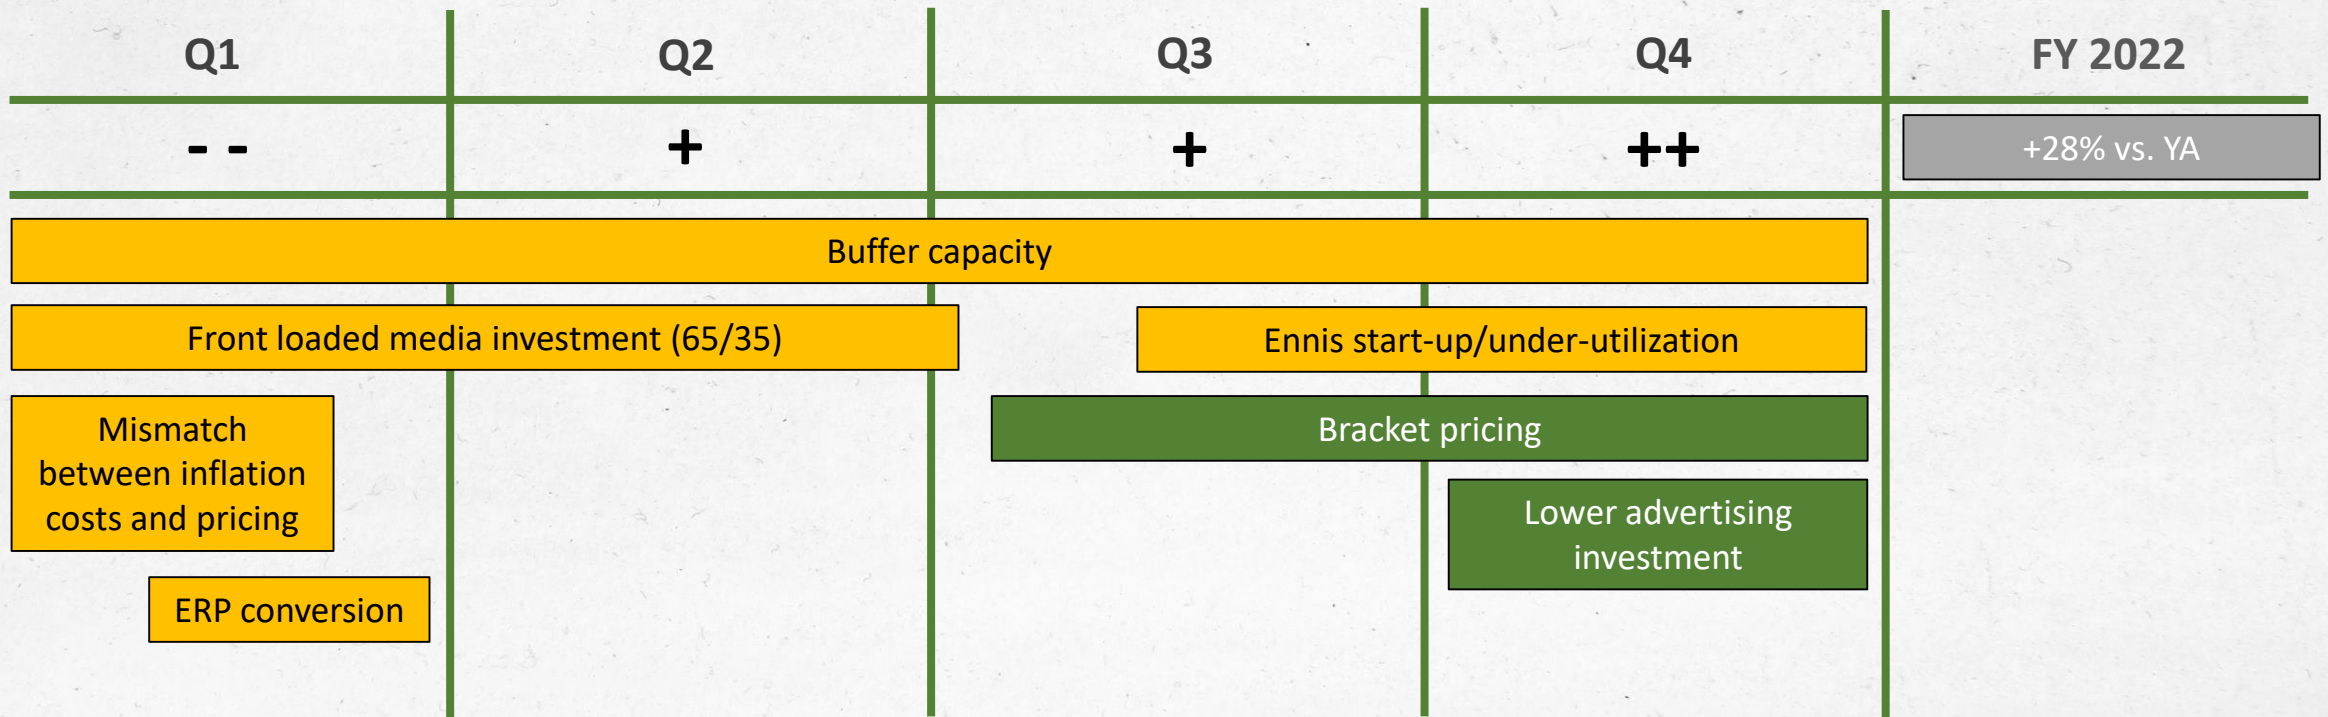 Q1
Q2
Q3
Q4
FY 2022
- -
+
+
++
+28% vs. YA
Buffer capacity
Front loaded media investment (65/35)
Ennis start-up/under-utilization
Mismatch
between inflation
costs and pricing
Bracket pricing
Lower advertising
investment
ERP conversion